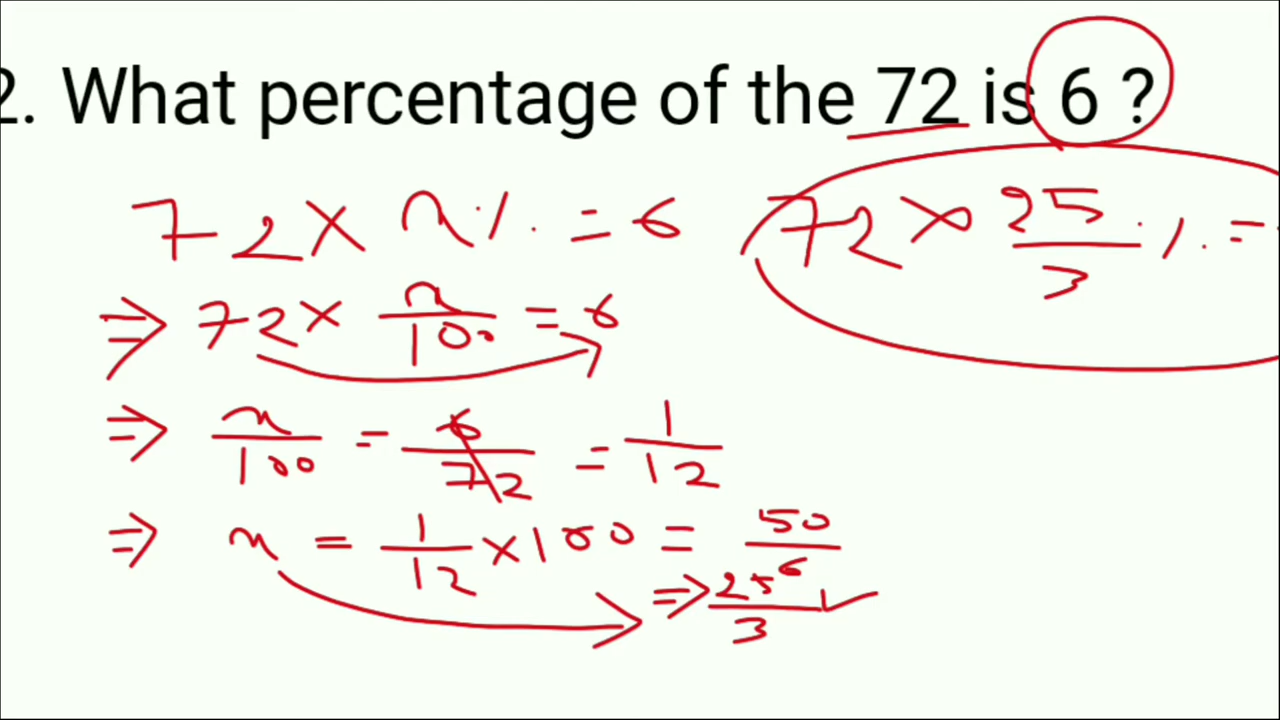 2. What percentage of the 72 is 6 ?
72 × x% = 6
72 × 25/3 % =
⇒ 72 × x/100 = 6
⇒ x/100 = 6/72 = 1/12
⇒ x = 1/12 × 100 = 50/6
⇒ 25/3 ✓